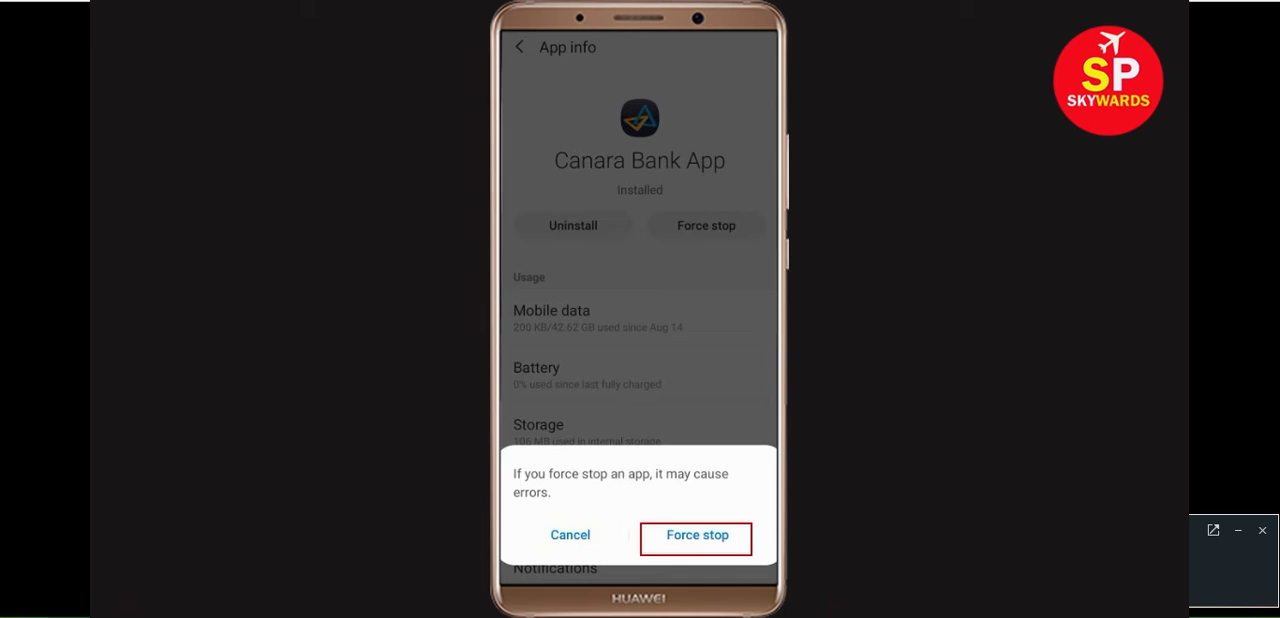 App info
SP
SKYWARDS
Canara Bank App
Installed
Uninstall
Force stop
Usage
Mobile data
200 KB/42.62 GB used since Aug 14
Battery
0% used since last fully charged
Storage
106 MB used in internal storage
If you force stop an app, it may cause
errors.
Cancel
Force stop
Notifications
HUAWEI